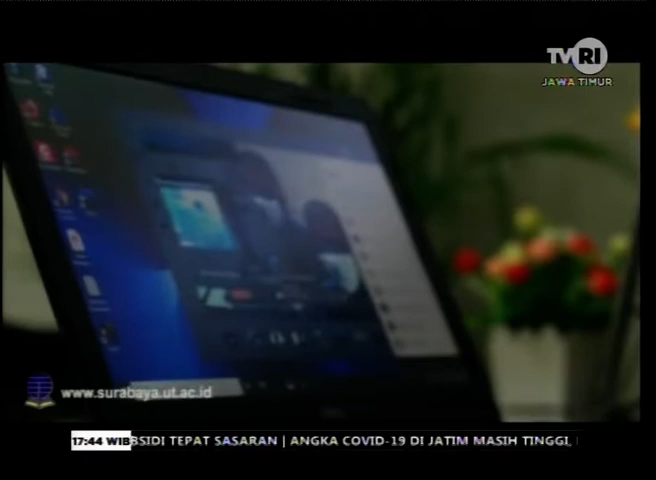 TVRI
JAWA TIMUR
www.surabaya.ut.ac.id
17:44 WIB BSIDI TEPAT SASARAN | ANGKA COVID-19 DI JATIM MASIH TINGGI,